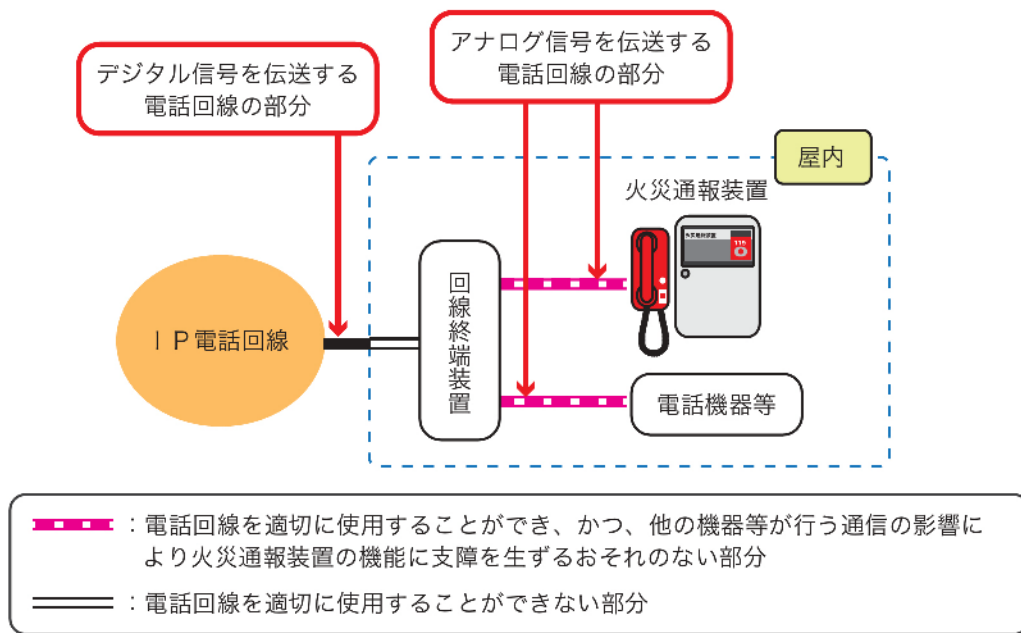 デジタル信号を伝送する
電話回線の部分
アナログ信号を伝送する
電話回線の部分
屋内
火災通報装置
火災通報装置
119
回線終端装置
IP電話回線
電話機器等
：電話回線を適切に使用することができ、かつ、他の機器等が行う通信の影響に
より火災通報装置の機能に支障を生ずるおそれのない部分
：電話回線を適切に使用することができない部分